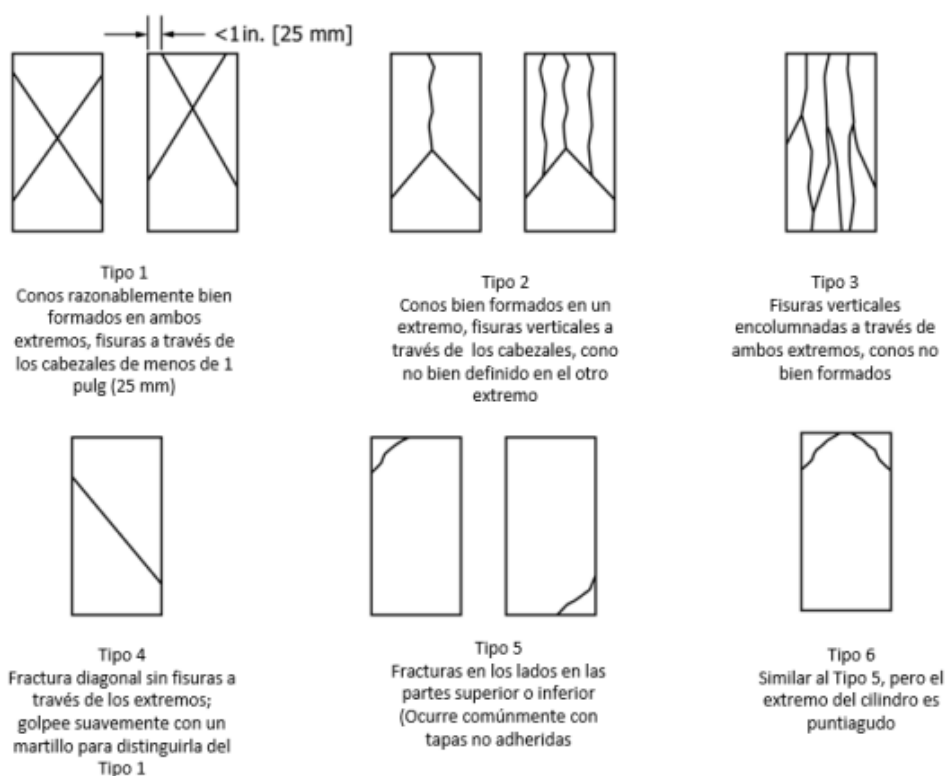 <1in. [25 mm]
Tipo 1
Conos razonablemente bien
formados en ambos
extremos, fisuras a través de
los cabezales de menos de 1
pulg (25 mm)
Tipo 2
Conos bien formados en un
extremo, fisuras verticales a
través de los cabezales, cono
no bien definido en el otro
extremo
Tipo 3
Fisuras verticales
encolumnadas a través de
ambos extremos, conos no
bien formados
Tipo 4
Fractura diagonal sin fisuras a
través de los extremos;
golpee suavemente con un
martillo para distinguirla del
Tipo 1
Tipo 5
Fracturas en los lados en las
partes superior o inferior
(Ocurre comúnmente con
tapas no adheridas
Tipo 6
Similar al Tipo 5, pero el
extremo del cilindro es
puntiagudo